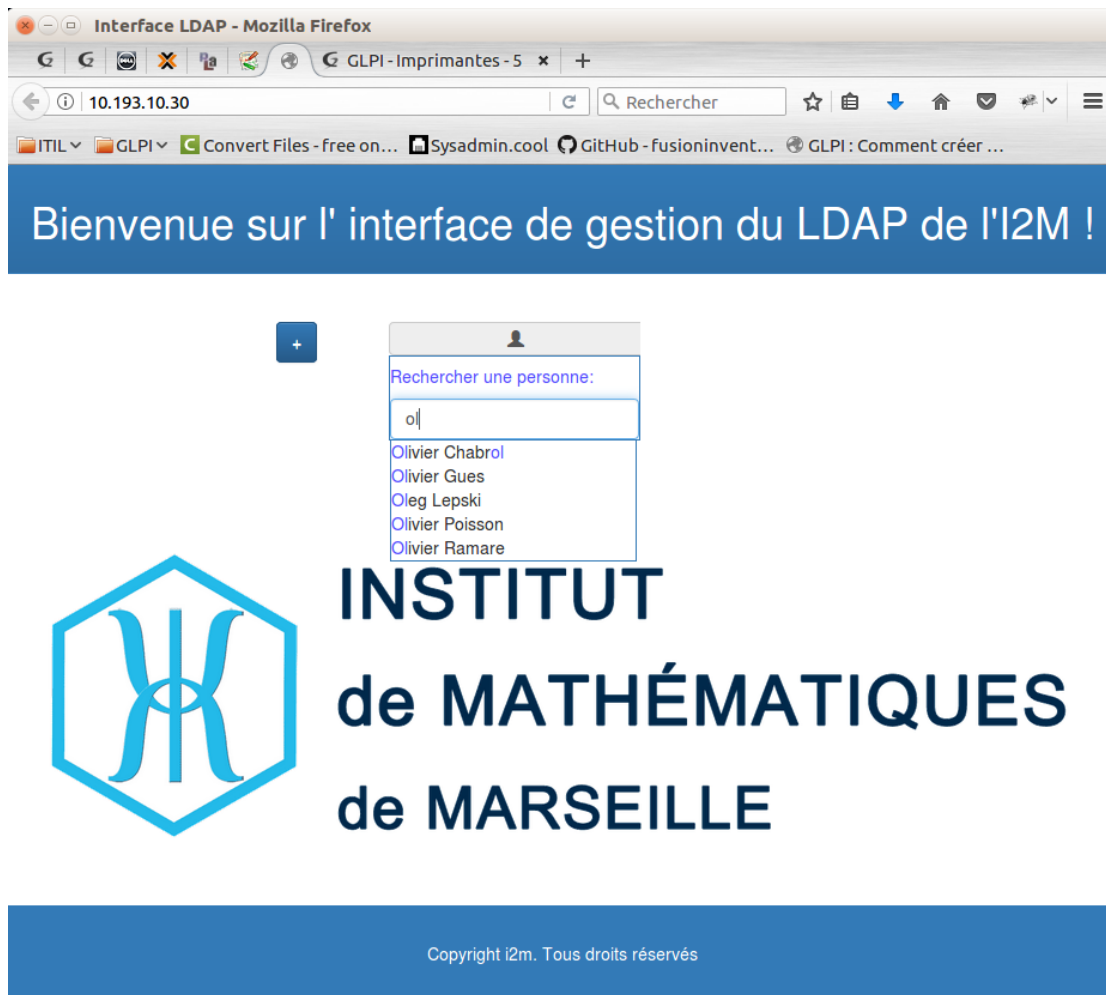 Interface LDAP - Mozilla Firefox
GLPI - Imprimantes - 5 × +
10.193.10.30 Rechercher
ITIL GLPI Convert Files - free on... Sysadmin.cool GitHub - fusioninvent... GLPI : Comment créer ...
Bienvenue sur l' interface de gestion du LDAP de l'I2M !
+
Rechercher une personne:
ol
Olivier Chabrol
Olivier Gues
Oleg Lepski
Olivier Poisson
Olivier Ramare
INSTITUT
de MATHÉMATIQUES
de MARSEILLE
Copyright i2m. Tous droits réservés